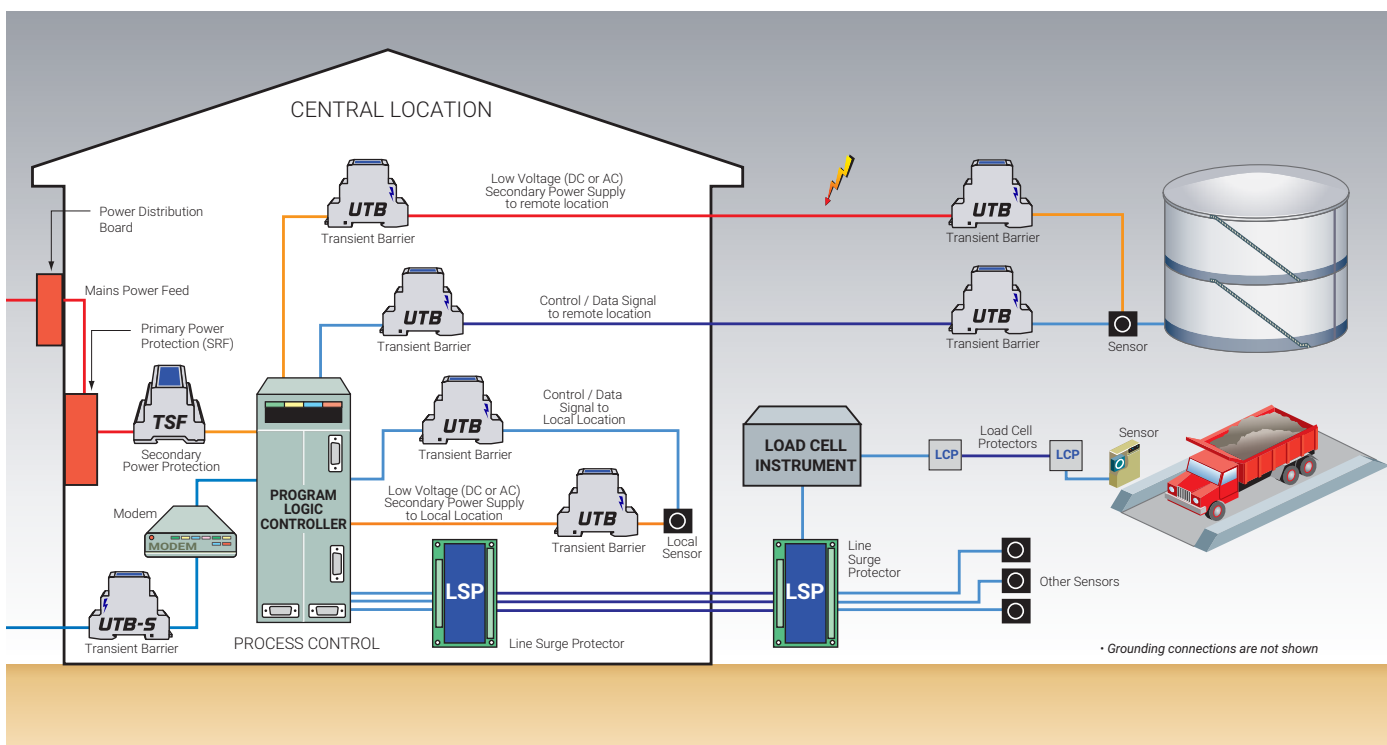 CENTRAL LOCATION
Power Distribution
Board
Mains Power Feed
Primary Power
Protection (SRF)
TSF
Secondary
Power Protection
Modem
MODEM
UTB-S
Transient Barrier
PROGRAM
LOGIC
CONTROLLER
PROCESS CONTROL
UTB
Transient Barrier
Low Voltage (DC or AC)
Secondary Power Supply
to remote location
UTB
Transient Barrier
UTB
Transient Barrier
Control / Data Signal
to remote location
UTB
Transient Barrier
Sensor
UTB
Transient Barrier
Control / Data
Signal to
Local Location
Low Voltage (DC or AC)
Secondary Power Supply
to Local Location
UTB
Transient Barrier
Local
Sensor
LSP
Line Surge Protector
LOAD CELL
INSTRUMENT
LCP
Load Cell
Protectors
LCP
Sensor
LSP
Line
Surge
Protector
Other Sensors
• Grounding connections are not shown